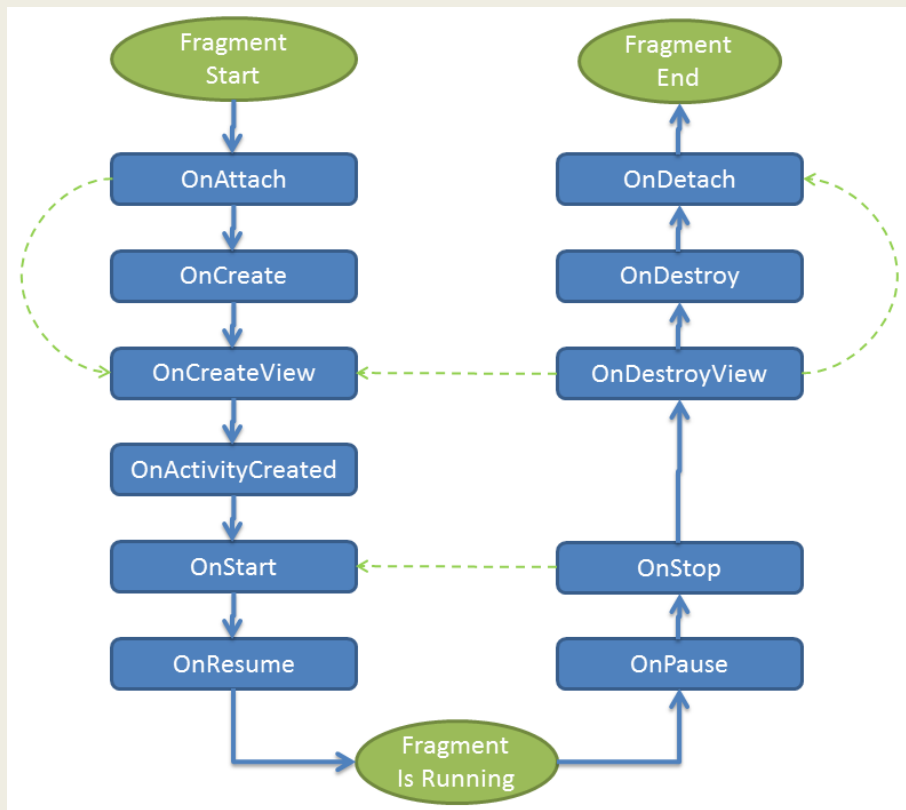 Fragment
Start
OnAttach
OnCreate
OnCreateView
OnActivityCreated
OnStart
OnResume
Fragment
Is Running
OnPause
OnStop
OnDestroyView
OnDestroy
OnDetach
Fragment
End